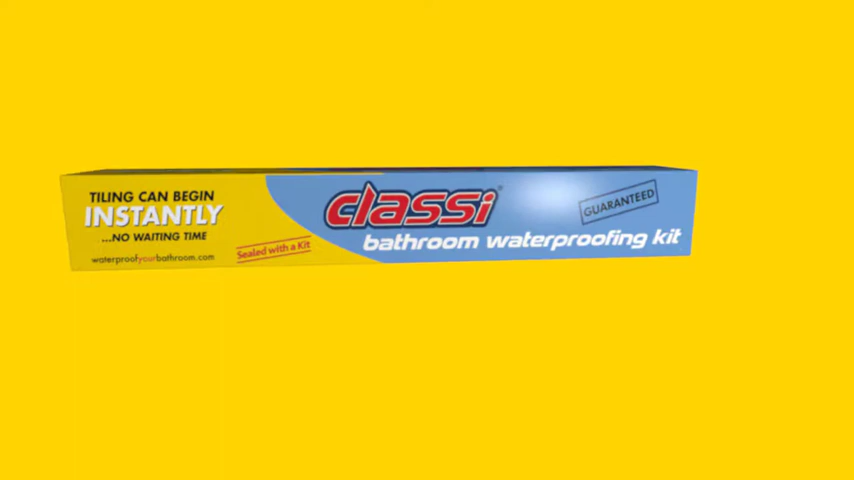 TILING CAN BEGIN
INSTANTLY
...NO WAITING TIME
waterproofyourbathroom.com
Sealed with a Kit
classi®
bathroom waterproofing kit
GUARANTEED